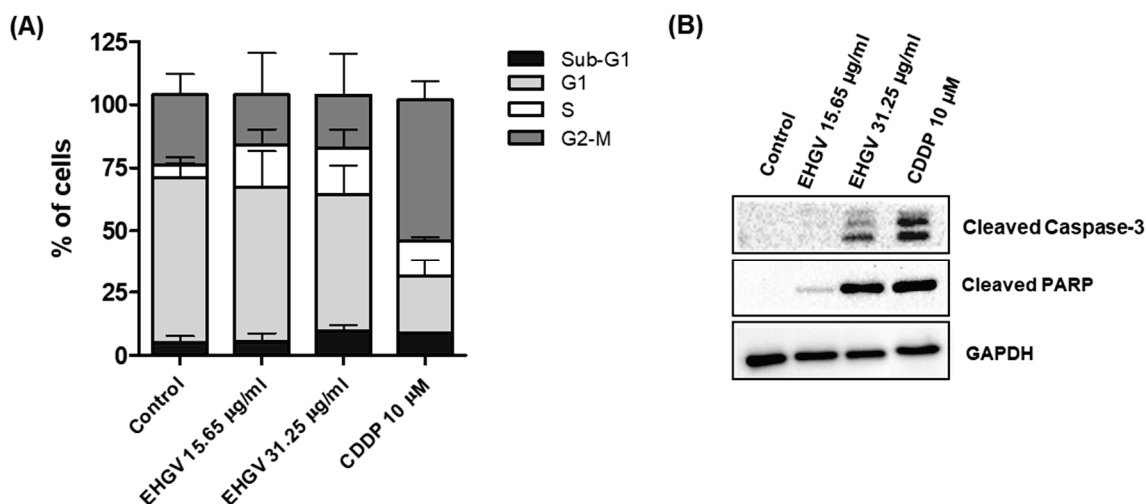 (A)
125
100
75
50
25
0
% of cells
Control
EHGV 15.65 µg/ml
EHGV 31.25 µg/ml
CDDP 10 µM
Sub-G1
G1
S
G2-M
(B)
Control
EHGV 15.65 µg/ml
EHGV 31.25 µg/ml
CDDP 10 µM
Cleaved Caspase-3
Cleaved PARP
GAPDH